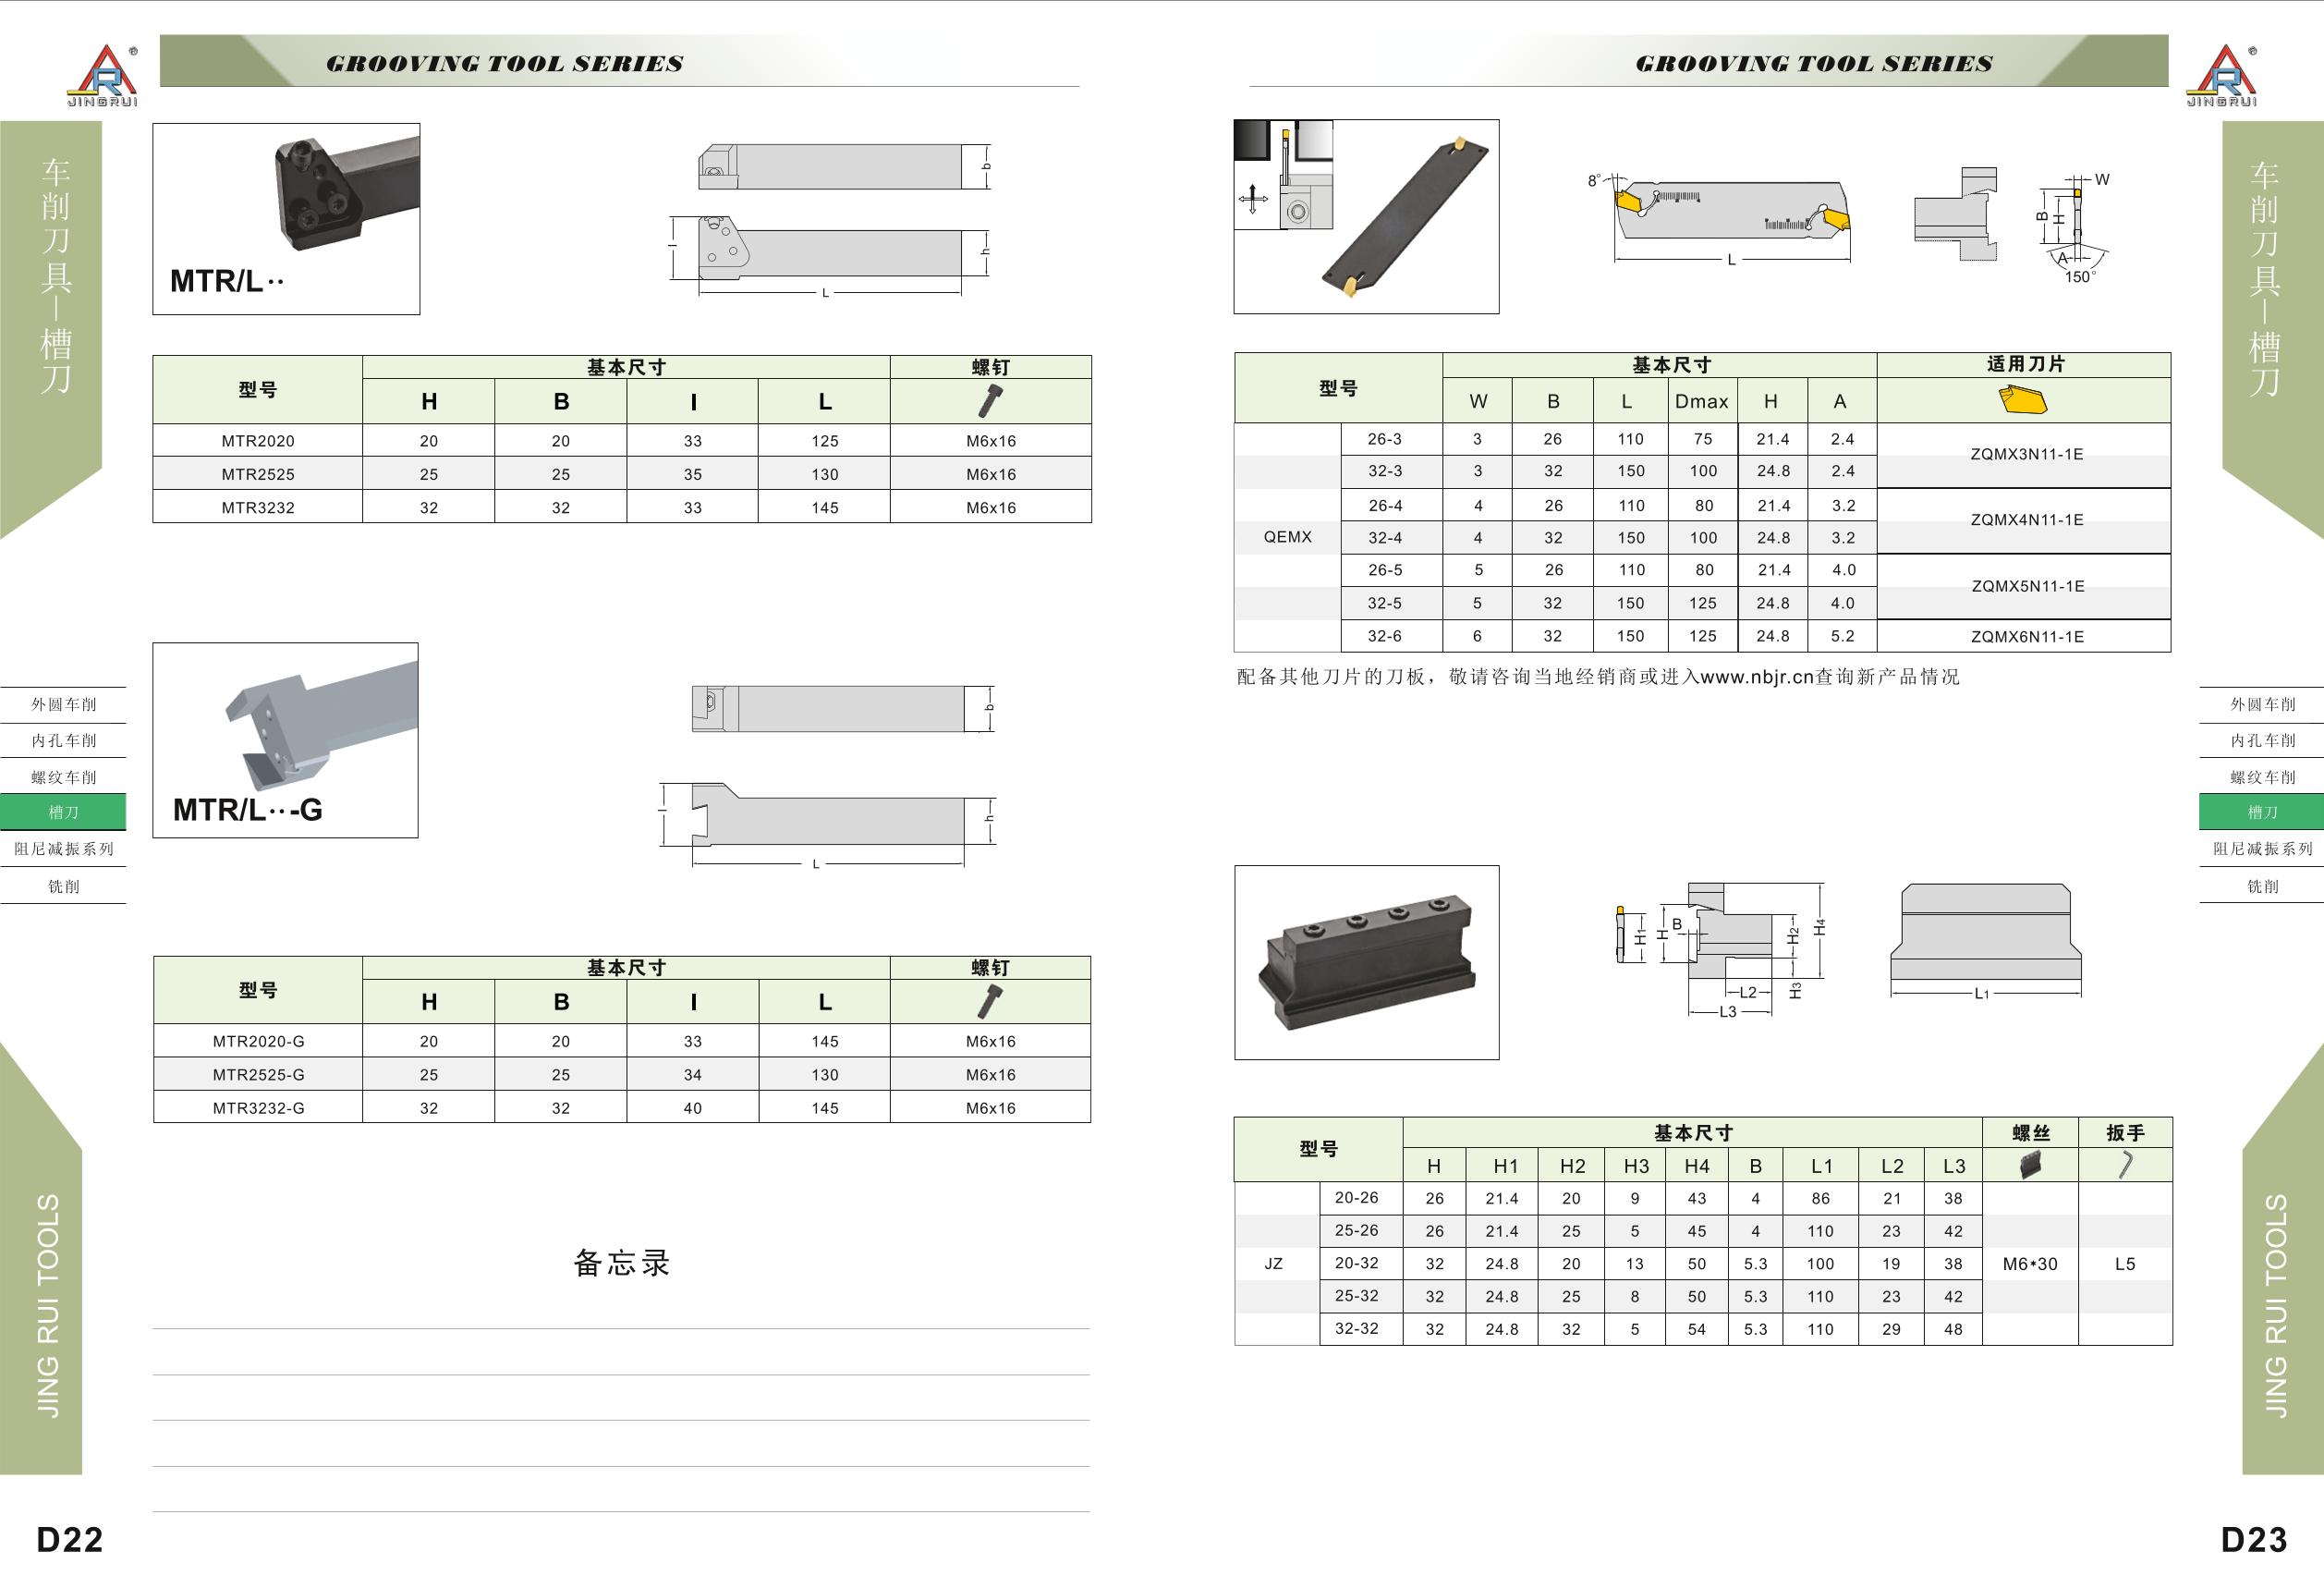 GROOVING TOOL SERIES
JINGRUI
车削刀具—槽刀
MTR/L··
b
l
h
L
型号 基本尺寸 螺钉
H B I L
MTR2020 20 20 33 125 M6x16
MTR2525 25 25 35 130 M6x16
MTR3232 32 32 33 145 M6x16
外圆车削
内孔车削
螺纹车削
槽刀
阻尼减振系列
铣削
MTR/L··-G
b
l
h
L
型号 基本尺寸 螺钉
H B I L
MTR2020-G 20 20 33 145 M6x16
MTR2525-G 25 25 34 130 M6x16
MTR3232-G 32 32 40 145 M6x16
备忘录
JING RUI TOOLS
D22
GROOVING TOOL SERIES
JINGRUI
车削刀具—槽刀
8°
L
W
B
H
A
150°
型号 基本尺寸 适用刀片
W B L Dmax H A
QEMX
26-3 3 26 110 75 21.4 2.4 ZQMX3N11-1E
32-3 3 32 150 100 24.8 2.4
26-4 4 26 110 80 21.4 3.2 ZQMX4N11-1E
32-4 4 32 150 100 24.8 3.2
26-5 5 26 110 80 21.4 4.0 ZQMX5N11-1E
32-5 5 32 150 125 24.8 4.0
32-6 6 32 150 125 24.8 5.2 ZQMX6N11-1E
配备其他刀片的刀板，敬请咨询当地经销商或进入www.nbjr.cn查询新产品情况
外圆车削
内孔车削
螺纹车削
槽刀
阻尼减振系列
铣削
H1
H
B
H2
H4
L2
H3
L3
L1
型号 基本尺寸 螺丝 扳手
H H1 H2 H3 H4 B L1 L2 L3
JZ
20-26 26 21.4 20 9 43 4 86 21 38
25-26 26 21.4 25 5 45 4 110 23 42
20-32 32 24.8 20 13 50 5.3 100 19 38 M6*30 L5
25-32 32 24.8 25 8 50 5.3 110 23 42
32-32 32 24.8 32 5 54 5.3 110 29 48
JING RUI TOOLS
D23